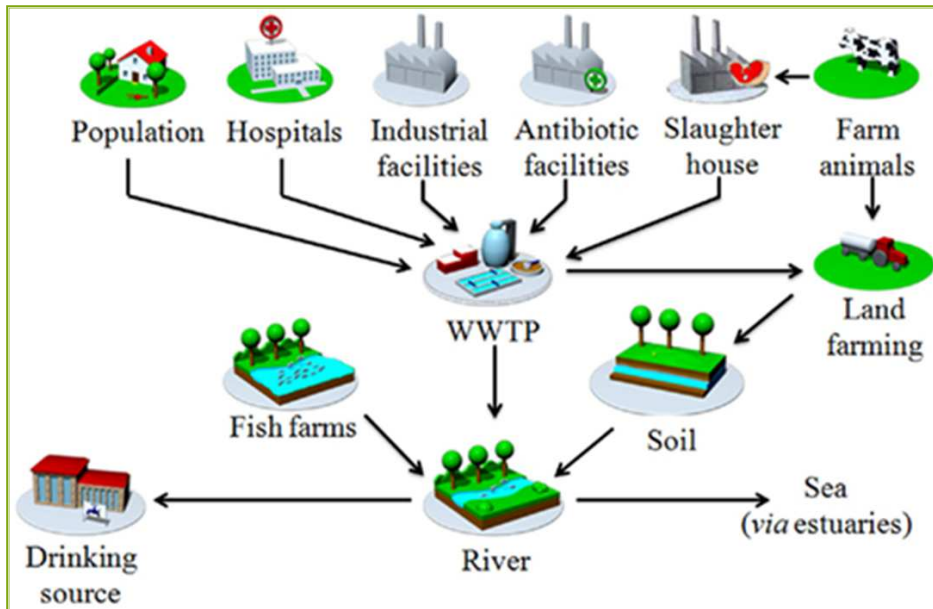 Population
Hospitals
Industrial
facilities
Antibiotic
facilities
Slaughter
house
Farm
animals
WWTP
Land
farming
Fish farms
Soil
Drinking
source
River
Sea
(via estuaries)